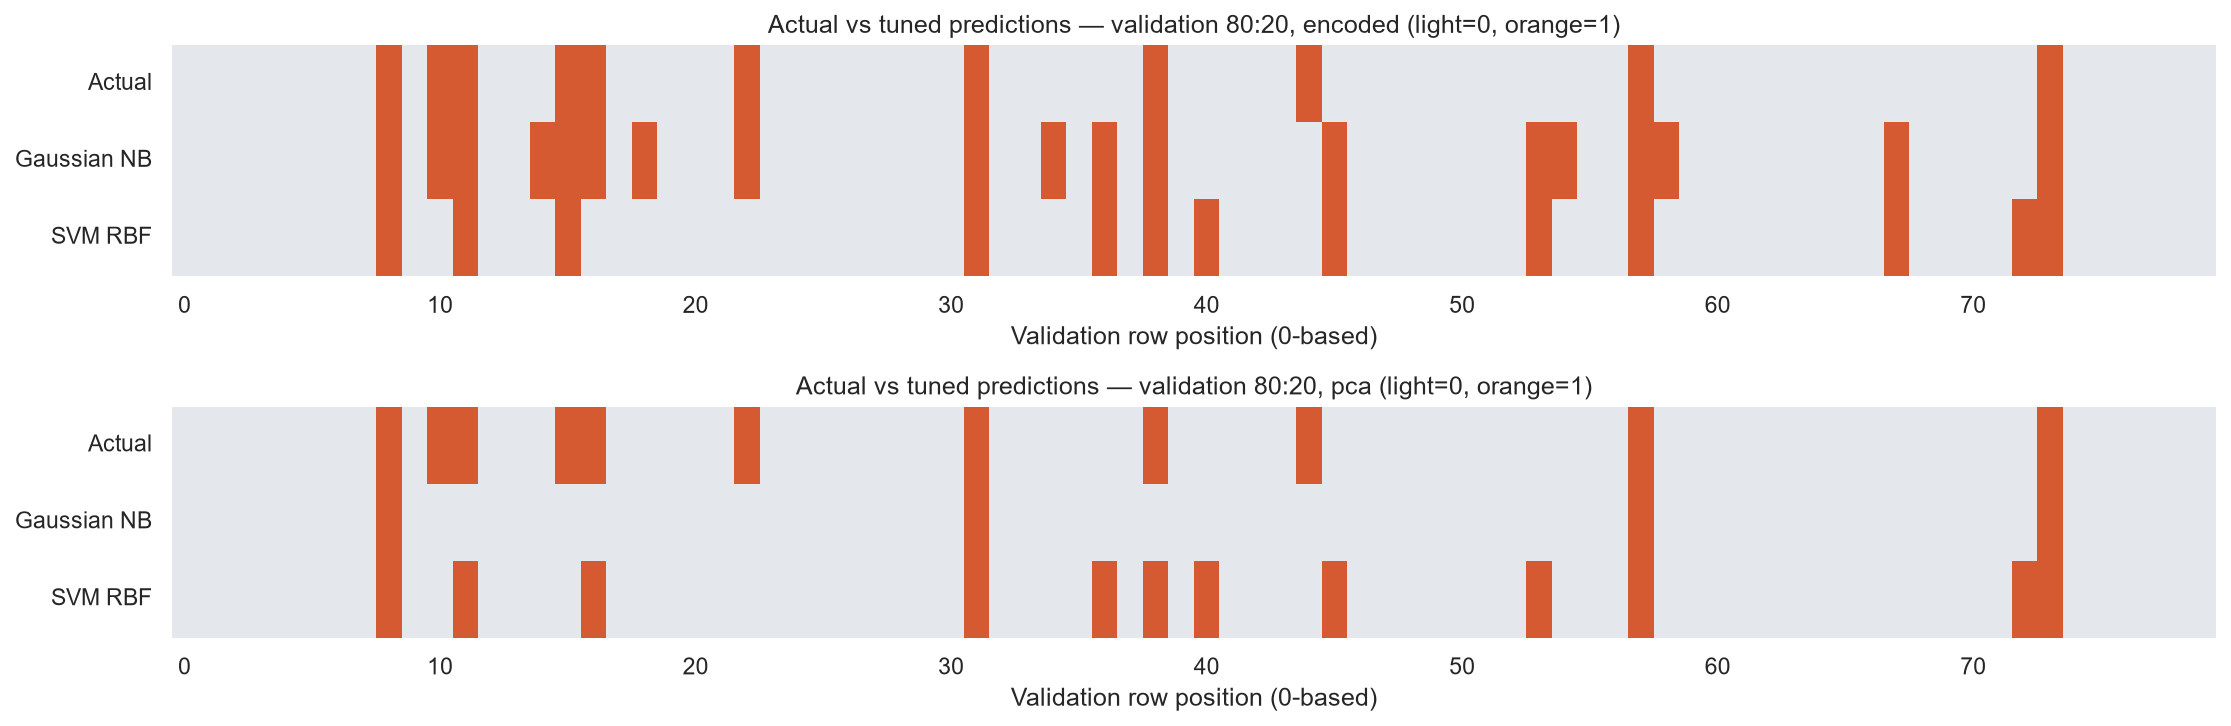 Actual vs tuned predictions — validation 80:20, encoded (light=0, orange=1)
Actual
Gaussian NB
SVM RBF
0 10 20 30 40 50 60 70
Validation row position (0-based)
Actual vs tuned predictions — validation 80:20, pca (light=0, orange=1)
Actual
Gaussian NB
SVM RBF
0 10 20 30 40 50 60 70
Validation row position (0-based)